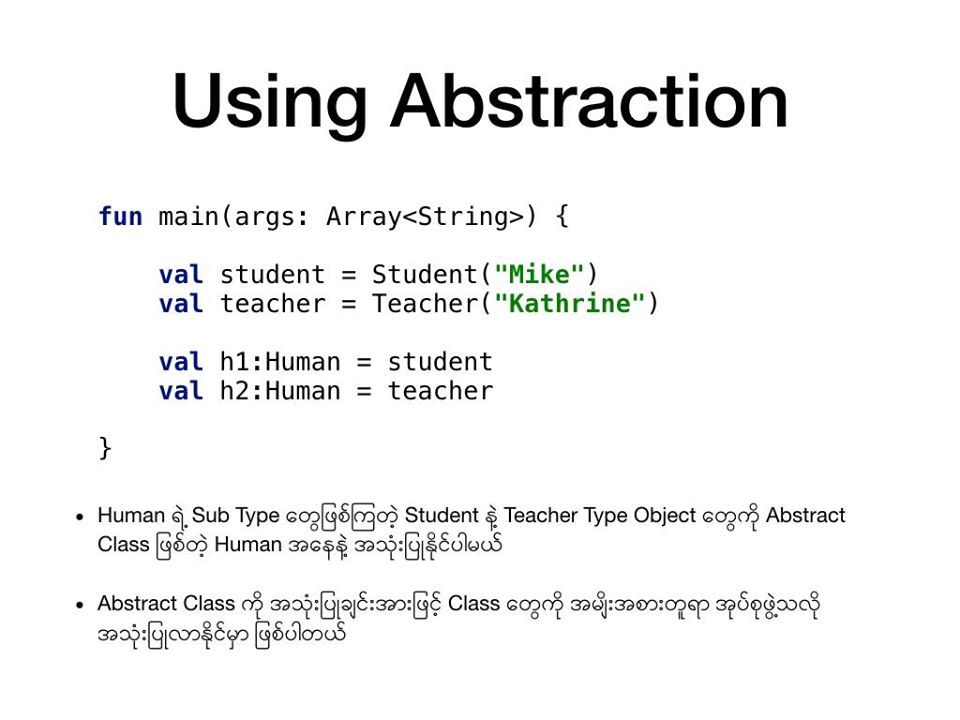 Using Abstraction
fun main(args: Array<String>) {
val student = Student("Mike")
val teacher = Teacher("Kathrine")
val h1:Human = student
val h2:Human = teacher
}
• Human ရဲ့ Sub Type တွေဖြစ်ကြတဲ့ Student နဲ့ Teacher Type Object တွေကို Abstract
Class ဖြစ်တဲ့ Human အနေနဲ့ အသုံးပြုနိုင်ပါမယ်
• Abstract Class ကို အသုံးပြုချင်းအားဖြင့် Class တွေကို အမျိုးအစားတူရာ အုပ်စုဖွဲ့သလို
အသုံးပြုလာနိုင်မှာ ဖြစ်ပါတယ်